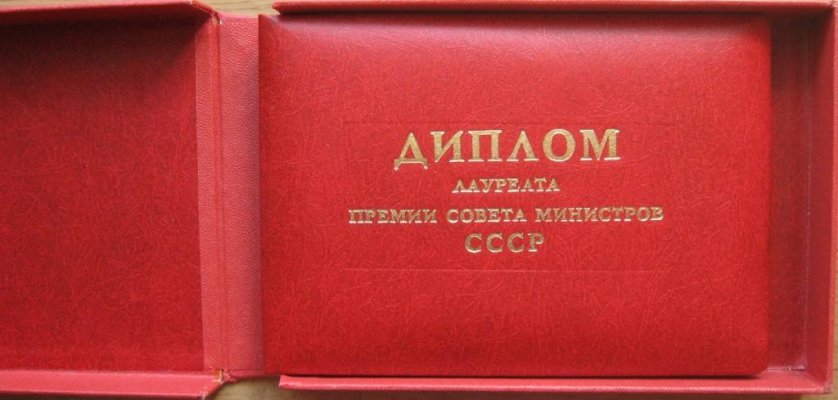 ДИПЛОМ
ЛАУРЕАТА
ПРЕМИИ СОВЕТА МИНИСТРОВ
СССР